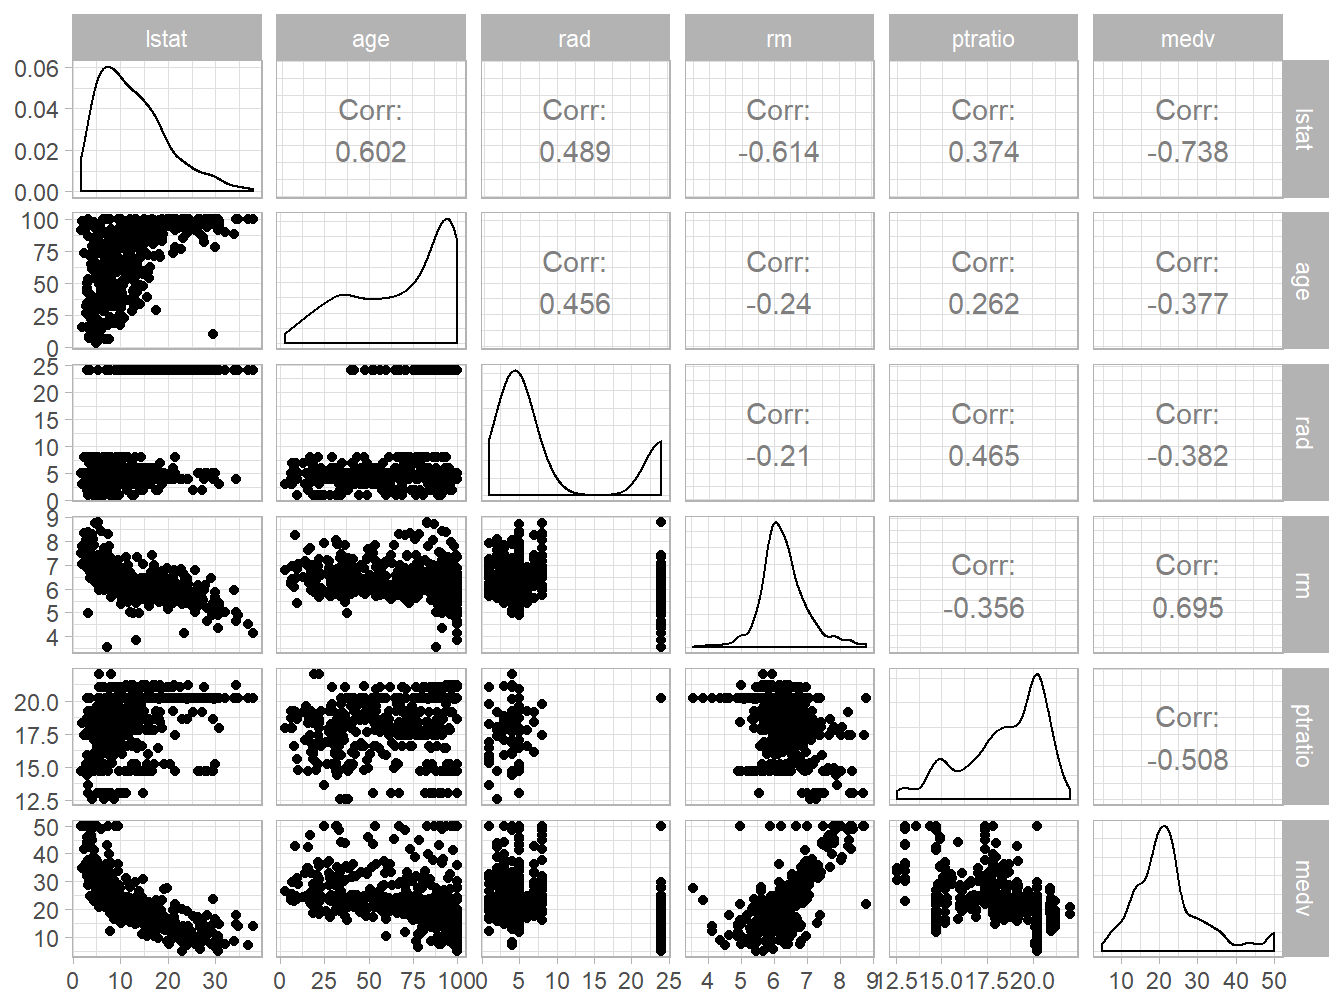 lstat age rad rm ptratio medv
0.06
0.04
0.02
0.00
Corr:
0.602
Corr:
0.489
Corr:
-0.614
Corr:
0.374
Corr:
-0.738
lstat
100
75
50
25
0
Corr:
0.456
Corr:
-0.24
Corr:
0.262
Corr:
-0.377
age
25
20
15
10
5
0
Corr:
-0.21
Corr:
0.465
Corr:
-0.382
rad
9
8
7
6
5
4
Corr:
-0.356
Corr:
0.695
rm
20.0
17.5
15.0
12.5
Corr:
-0.508
ptratio
50
40
30
20
10
medv
0 10 20 30 0 25 50 75 100 0 5 10 15 20 25 4 5 6 7 8 9 12.5 15.0 17.5 20.0 10 20 30 40 50